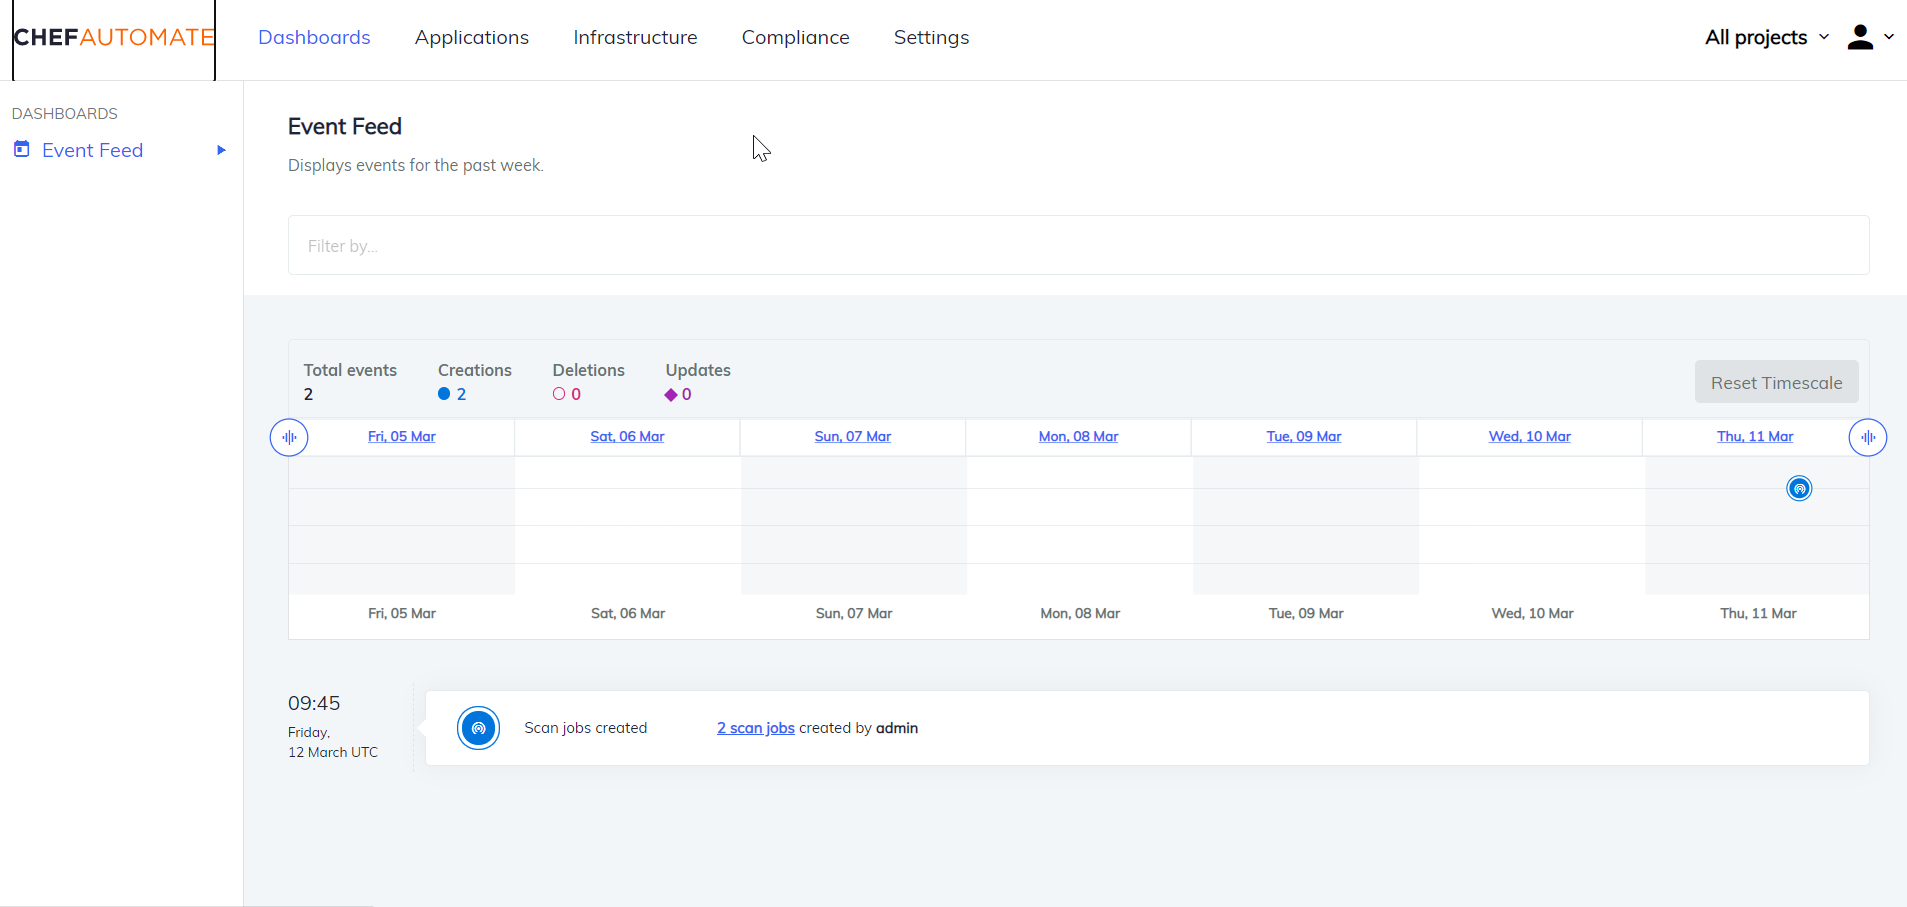 CHEFAUTOMATE
Dashboards Applications Infrastructure Compliance Settings All projects
DASHBOARDS
Event Feed
Event Feed
Displays events for the past week.
Filter by...
Total events Creations Deletions Updates
2 2 0 0
Reset Timescale
Fri, 05 Mar Sat, 06 Mar Sun, 07 Mar Mon, 08 Mar Tue, 09 Mar Wed, 10 Mar Thu, 11 Mar
Fri, 05 Mar Sat, 06 Mar Sun, 07 Mar Mon, 08 Mar Tue, 09 Mar Wed, 10 Mar Thu, 11 Mar
09:45
Friday,
12 March UTC
Scan jobs created 2 scan jobs created by admin